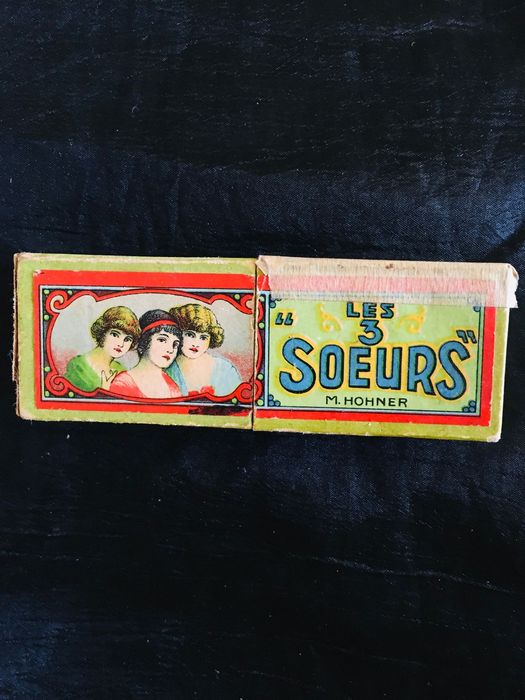 "LES
3
SOEURS"
M. HOHNER